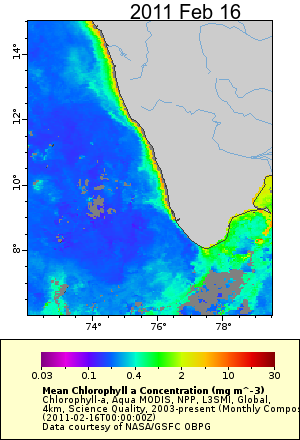 2011 Feb 16
14°
12°
10°
8°
74° 76° 78°
0.03 0.1 0.4 2 10 30
Mean Chlorophyll a Concentration (mg m^-3)
Chlorophyll-a, Aqua MODIS, NPP, L3SMI, Global,
4km, Science Quality, 2003-present (Monthly Compos
(2011-02-16T00:00:00Z)
Data courtesy of NASA/GSFC OBPG